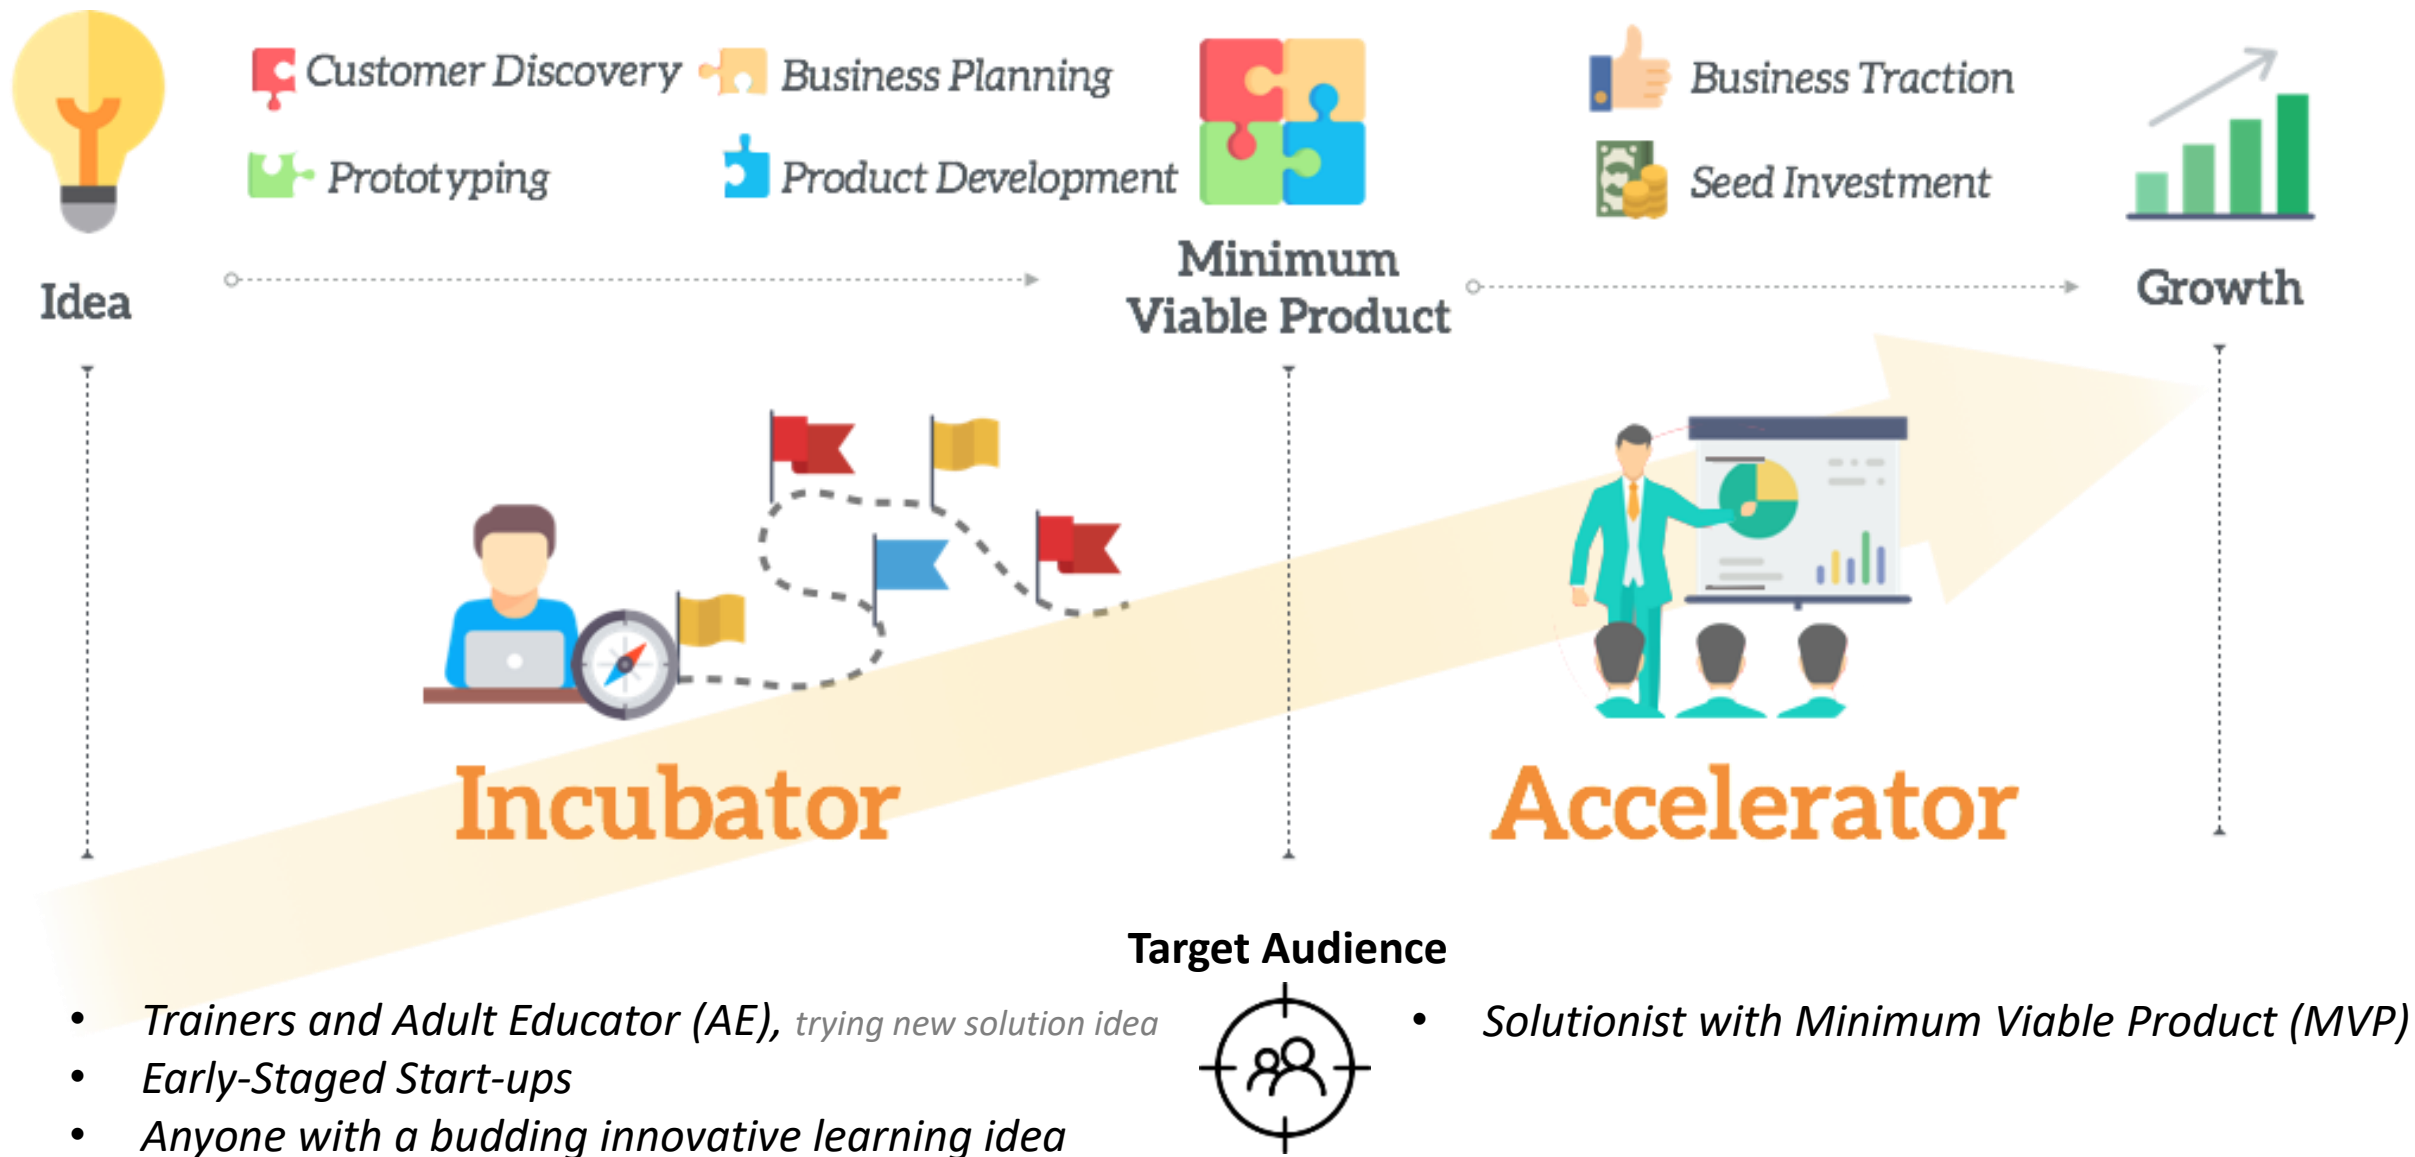 Customer Discovery
Business Planning
Prototyping
Product Development
Business Traction
Seed Investment
Idea
Minimum
Viable Product
Growth
Incubator
Accelerator
Target Audience
• Trainers and Adult Educator (AE), trying new solution idea
• Early-Staged Start-ups
• Anyone with a budding innovative learning idea
• Solutionist with Minimum Viable Product (MVP)